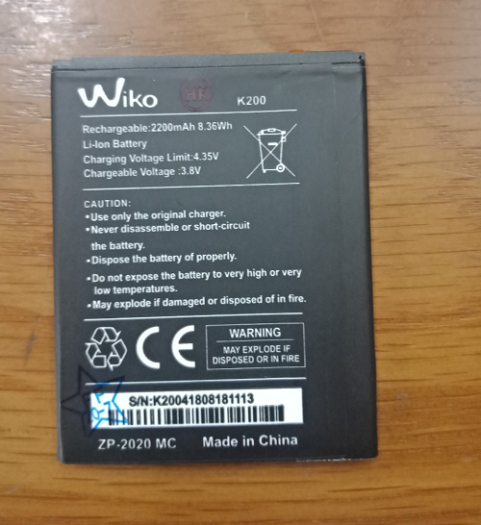 Wiko
K200
Rechargeable:2200mAh 8.36Wh
Li-Ion Battery
Charging Voltage Limit:4.35V
Chargeable Voltage :3.8V
CAUTION:
•Use only the original charger.
•Never disassemble or short-circuit
the battery.
•Dispose the battery of properly.
•Do not expose the battery to very high or very
low temperatures.
•May explode if damaged or disposed of in fire.
CE
WARNING
MAY EXPLODE IF
DISPOSED OR IN FIRE
S/N:K20041808181113
ZP-2020 MC
Made in China